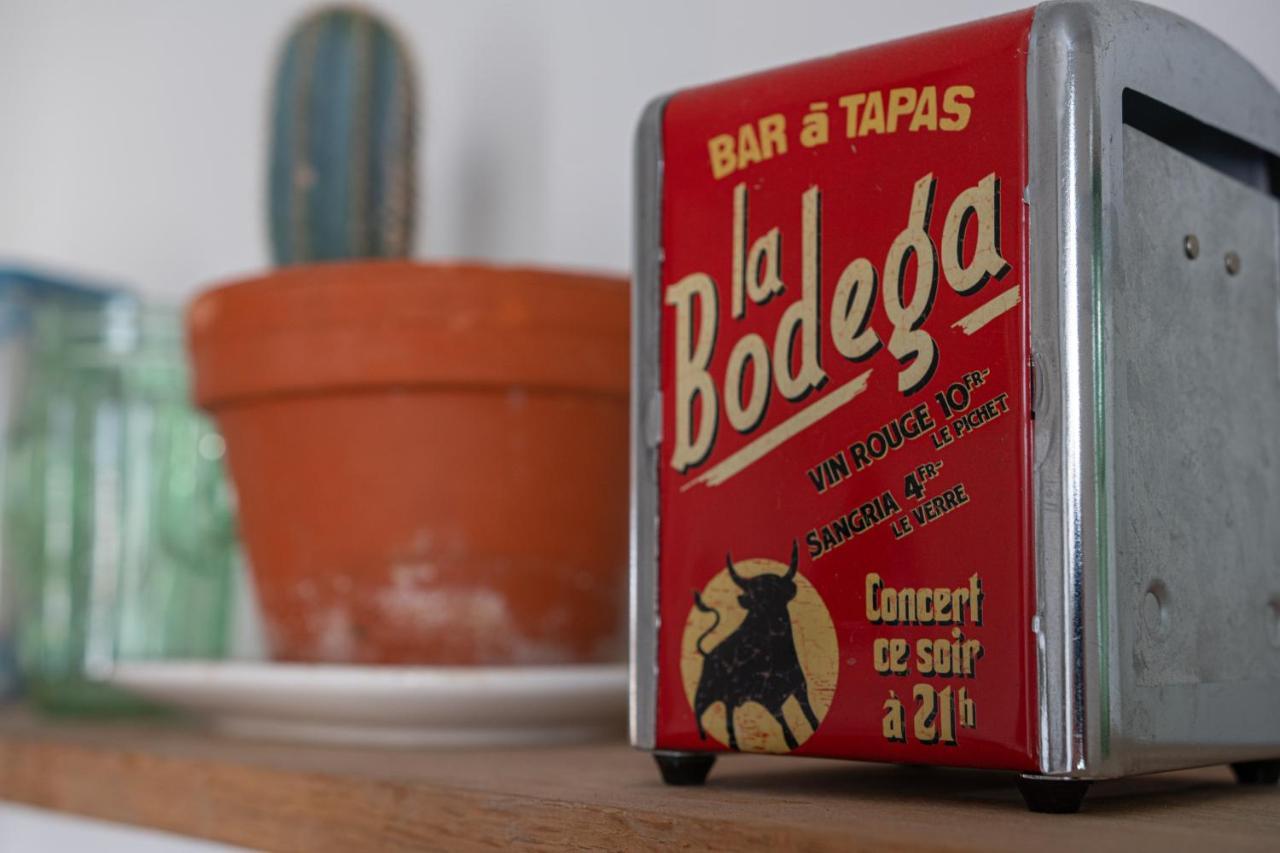 BAR ā TAPAS
la
Bodega
VIN ROUGE 10FR-
LE PICHET
SANGRIA 4FR-
LE VERRE
Concert
ce soir
à 21h